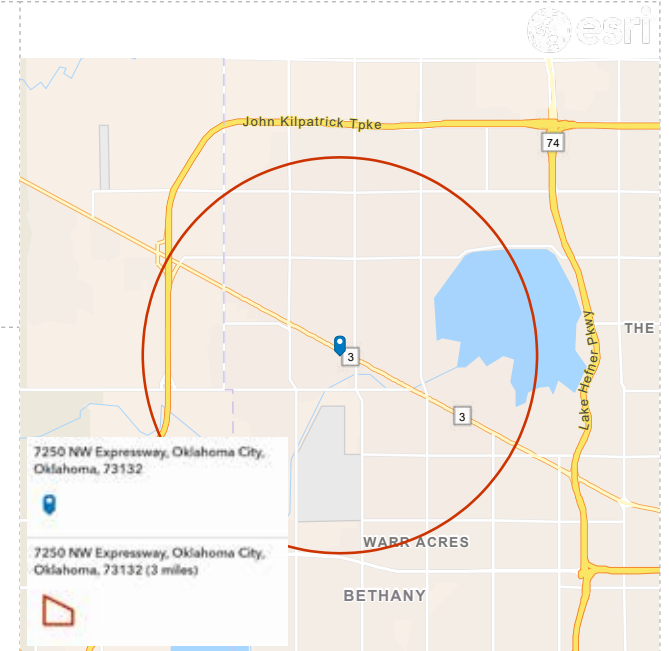 esri
John Kilpatrick Tpke
74
THE
Lake Hefner Pkwy
3
3
7250 NW Expressway, Oklahoma City,
Oklahoma, 73132
7250 NW Expressway, Oklahoma City,
Oklahoma, 73132 (3 miles)
WARR ACRES
BETHANY